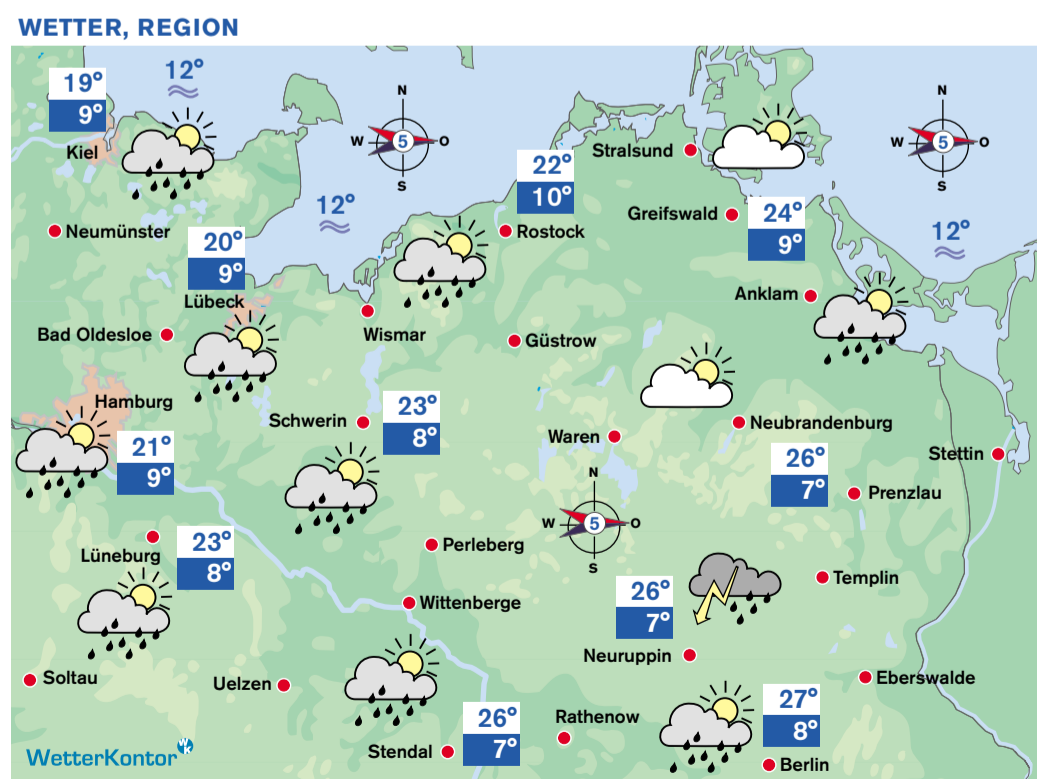 WETTER, REGION
19°
9°
Kiel
12°
N
W
5
O
S
22°
10°
Stralsund
N
W
5
O
S
Neumünster
20°
9°
Lübeck
12°
Rostock
Greifswald
24°
9°
12°
Bad Oldesloe
Wismar
Güstrow
Anklam
Hamburg
21°
9°
Schwerin
23°
8°
Waren
Neubrandenburg
Stettin
26°
7°
Prenzlau
N
W
5
O
S
Lüneburg
23°
8°
Perleberg
Wittenberge
26°
7°
Templin
Neuruppin
Soltau
Uelzen
Eberswalde
WetterKontor
WK
Stendal
26°
7°
Rathenow
27°
8°
Berlin